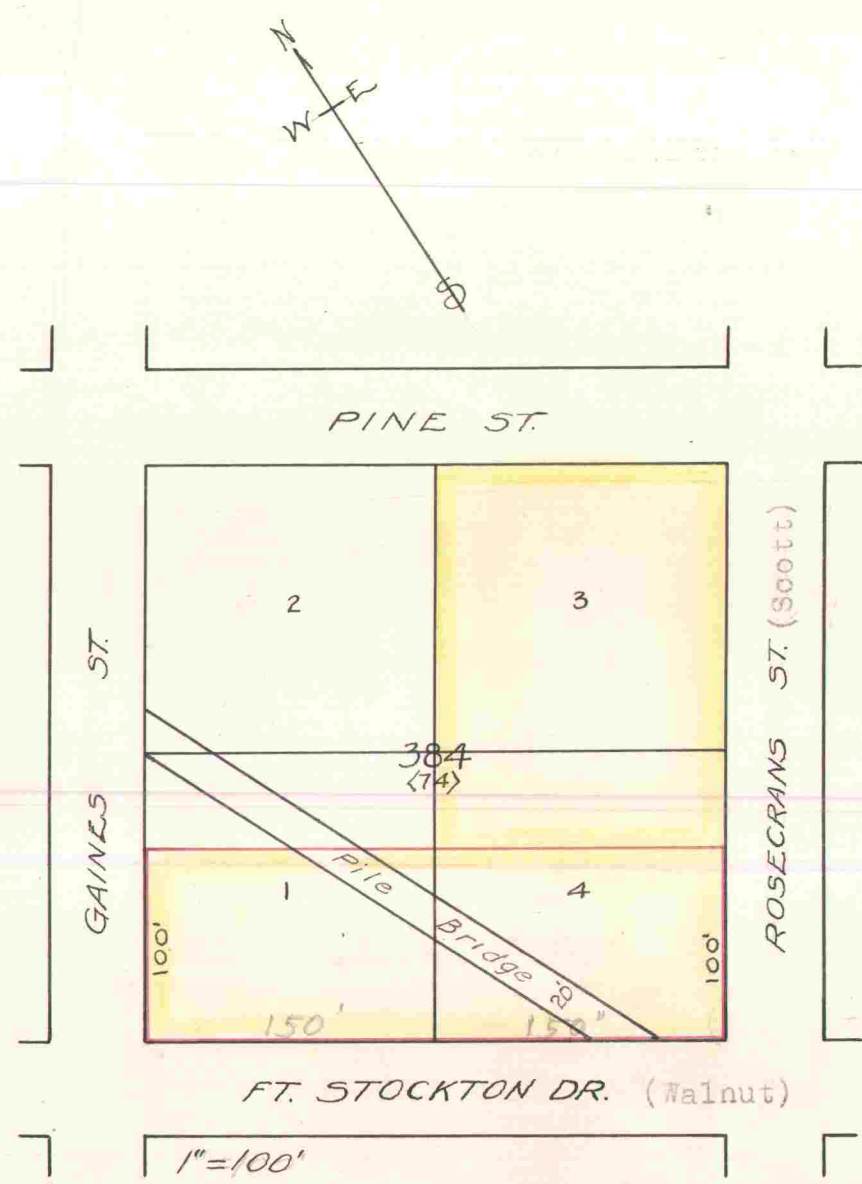 N
W E
S
PINE ST.
2
3
GAINES ST.
ROSECRANS ST. (Scott)
384
<74>
1
4
Pile Bridge 20'
100'
100'
150'
150"
FT. STOCKTON DR. (Walnut)
1"=100'